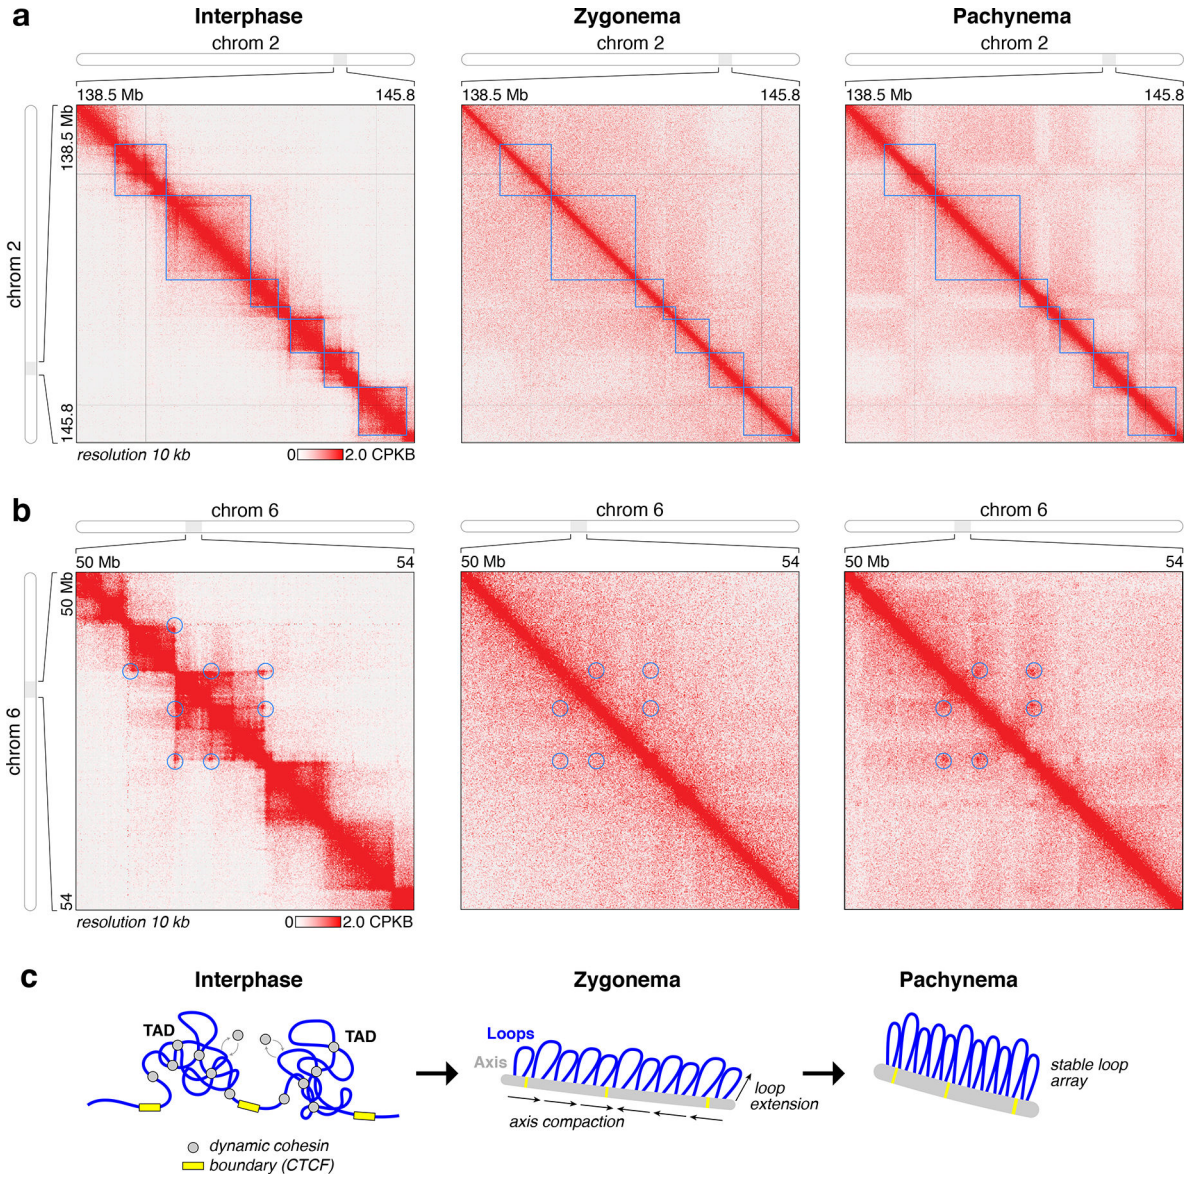 a
Interphase
Zygonema
Pachynema
chrom 2
chrom 2
chrom 2
138.5 Mb
145.8
138.5 Mb
145.8
138.5 Mb
145.8
138.5 Mb
chrom 2
145.8
resolution 10 kb
0
2.0 CPKB
b
chrom 6
chrom 6
chrom 6
50 Mb
54
50 Mb
54
50 Mb
54
50 Mb
chrom 6
54
resolution 10 kb
0
2.0 CPKB
c
Interphase
Zygonema
Pachynema
TAD
TAD
Loops
Axis
loop
extension
axis compaction
stable loop
array
dynamic cohesin
boundary (CTCF)